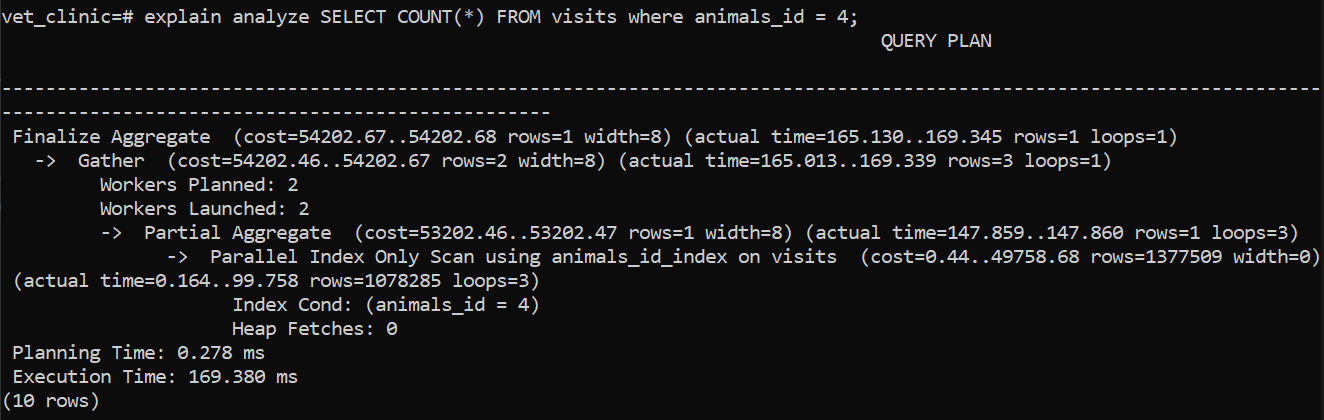 vet_clinic=# explain analyze SELECT COUNT(*) FROM visits where animals_id = 4;
QUERY PLAN
------------------------------------------------------------------------------------------------------------------------
--------------------------------------------------
Finalize Aggregate  (cost=54202.67..54202.68 rows=1 width=8) (actual time=165.130..169.345 rows=1 loops=1)
->  Gather  (cost=54202.46..54202.67 rows=2 width=8) (actual time=165.013..169.339 rows=3 loops=1)
Workers Planned: 2
Workers Launched: 2
->  Partial Aggregate  (cost=53202.46..53202.47 rows=1 width=8) (actual time=147.859..147.860 rows=1 loops=3)
->  Parallel Index Only Scan using animals_id_index on visits  (cost=0.44..49758.68 rows=1377509 width=0)
(actual time=0.164..99.758 rows=1078285 loops=3)
Index Cond: (animals_id = 4)
Heap Fetches: 0
Planning Time: 0.278 ms
Execution Time: 169.380 ms
(10 rows)